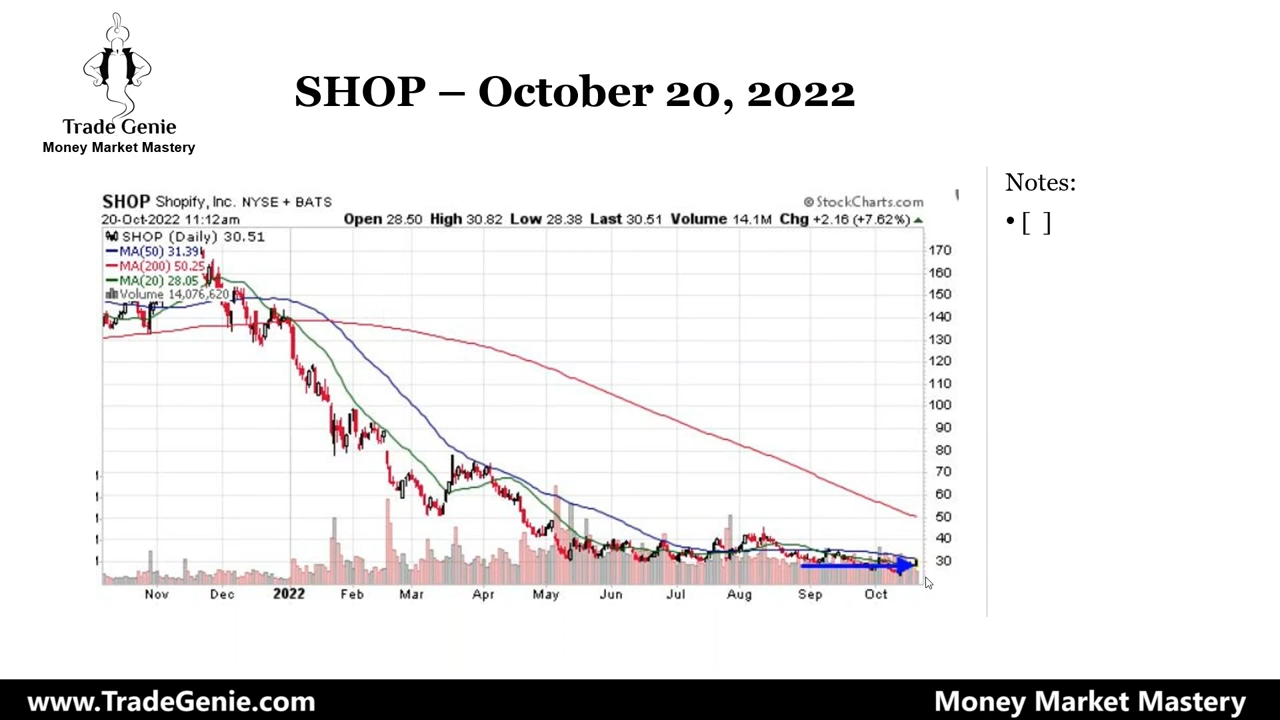 Trade Genie
Money Market Mastery
SHOP – October 20, 2022
SHOP Shopify, Inc. NYSE + BATS
© StockCharts.com
20-Oct-2022 11:12am
Open 28.50 High 30.82 Low 28.38 Last 30.51 Volume 14.1M Chg +2.16 (+7.62%)
SHOP (Daily) 30.51
MA(50) 31.39
MA(200) 50.25
MA(20) 28.05
Volume 14,076,620
170
160
150
140
130
120
110
100
90
80
70
60
50
40
30
1
1
1
1
1
Nov Dec 2022 Feb Mar Apr May Jun Jul Aug Sep Oct
Notes:
• [ ]
www.TradeGenie.com
Money Market Mastery